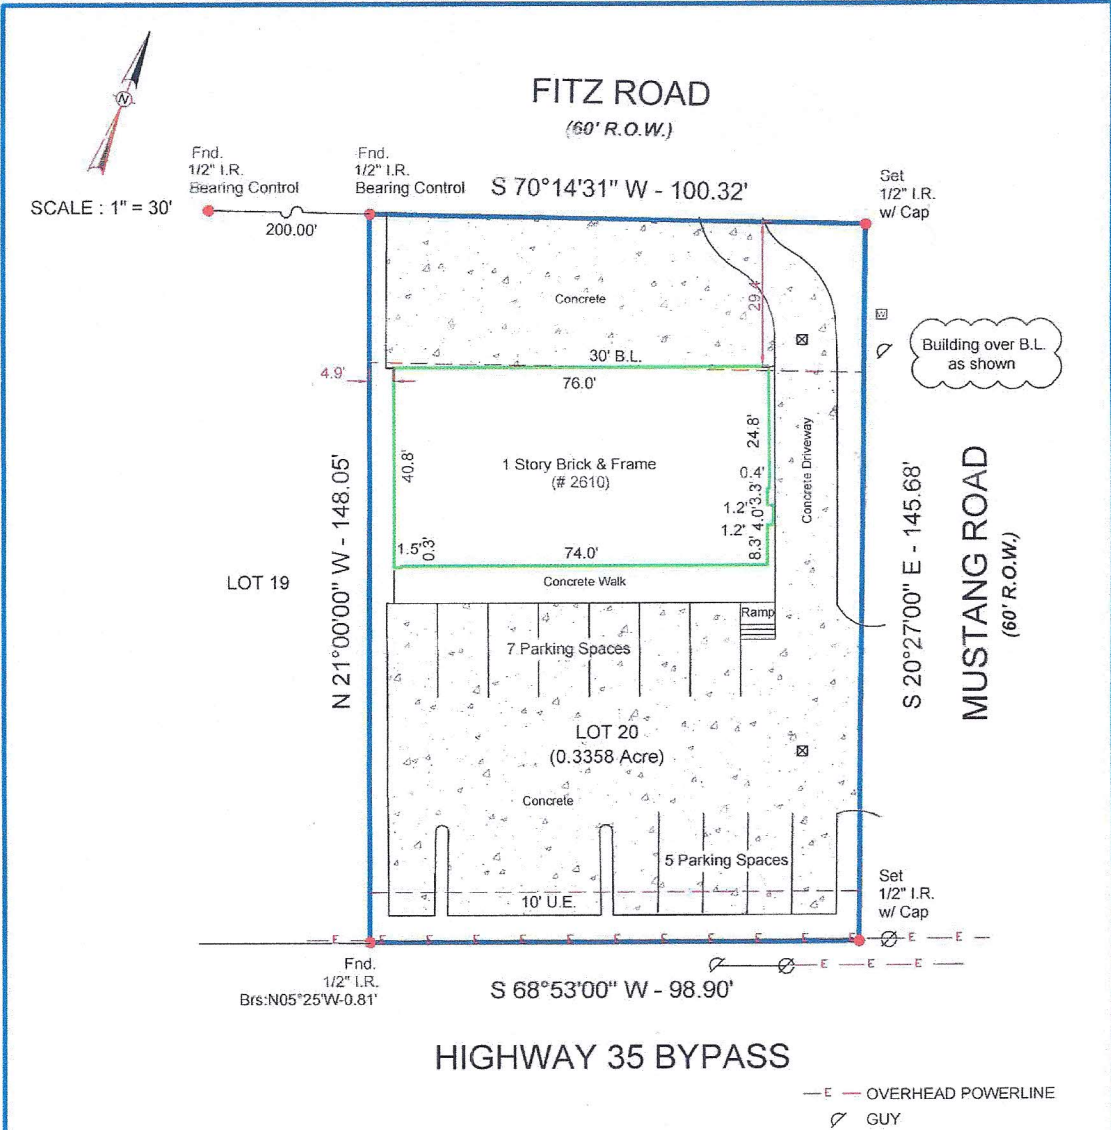 FITZ ROAD
(60' R.O.W.)
N
SCALE : 1" = 30'
Fnd.
1/2" I.R.
Bearing Control
Fnd.
1/2" I.R.
Bearing Control
S 70°14'31" W - 100.32'
Set
1/2" I.R.
w/ Cap
200.00'
Concrete
29.4'
W
Building over B.L.
as shown
30' B.L.
4.9'
76.0'
40.8'
1 Story Brick & Frame
(# 2610)
24.8'
0.4'
3.3'
1.2'
4.0'
1.2'
8.3'
Concrete Driveway
1.5'
0.3'
74.0'
Concrete Walk
LOT 19
N 21°00'00" W - 148.05'
S 20°27'00" E - 145.68'
MUSTANG ROAD
(60' R.O.W.)
Ramp
7 Parking Spaces
LOT 20
(0.3358 Acre)
Concrete
5 Parking Spaces
10' U.E.
Set
1/2" I.R.
w/ Cap
E E E E E E E E E E E E E E
E E E
Fnd.
1/2" I.R.
Brs:N05°25'W-0.81'
S 68°53'00" W - 98.90'
HIGHWAY 35 BYPASS
E OVERHEAD POWERLINE
GUY